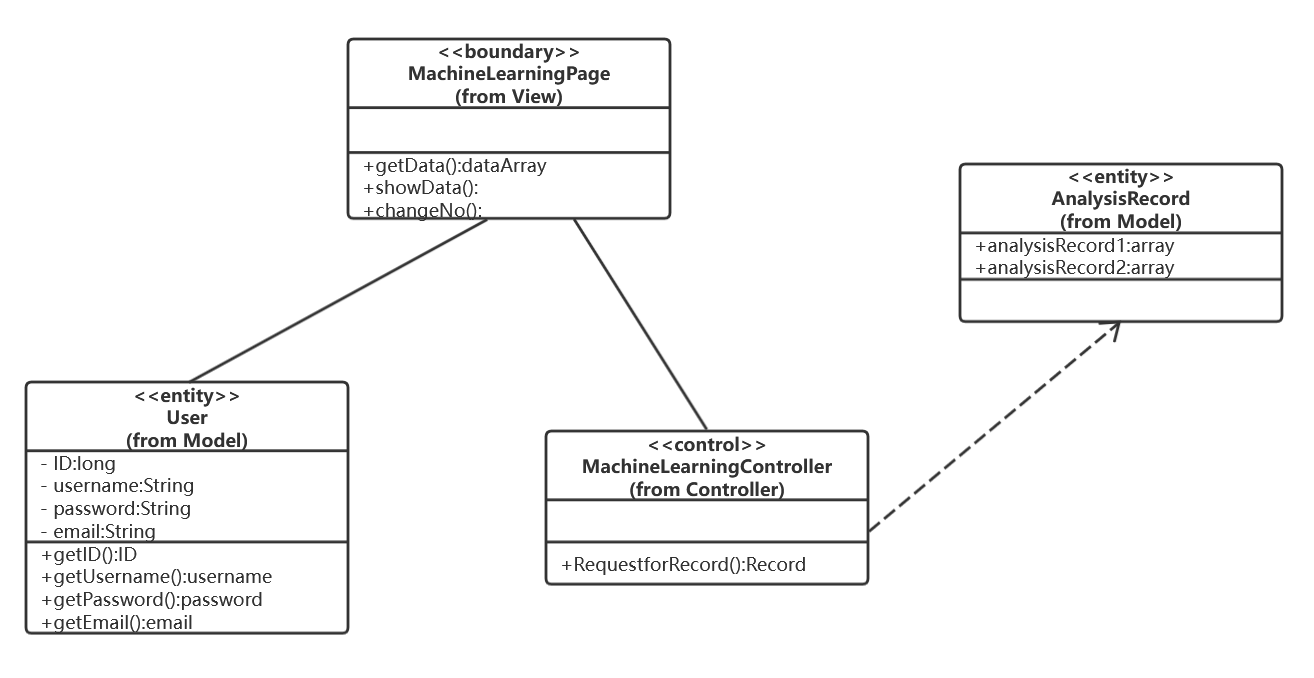 <<boundary>>
MachineLearningPage
(from View)
+getData():dataArray
+showData():
+changeNo():
<<entity>>
AnalysisRecord
(from Model)
+analysisRecord1:array
+analysisRecord2:array
<<entity>>
User
(from Model)
- ID:long
- username:String
- password:String
- email:String
+getID():ID
+getUsername():username
+getPassword():password
+getEmail():email
<<control>>
MachineLearningController
(from Controller)
+RequestforRecord():Record